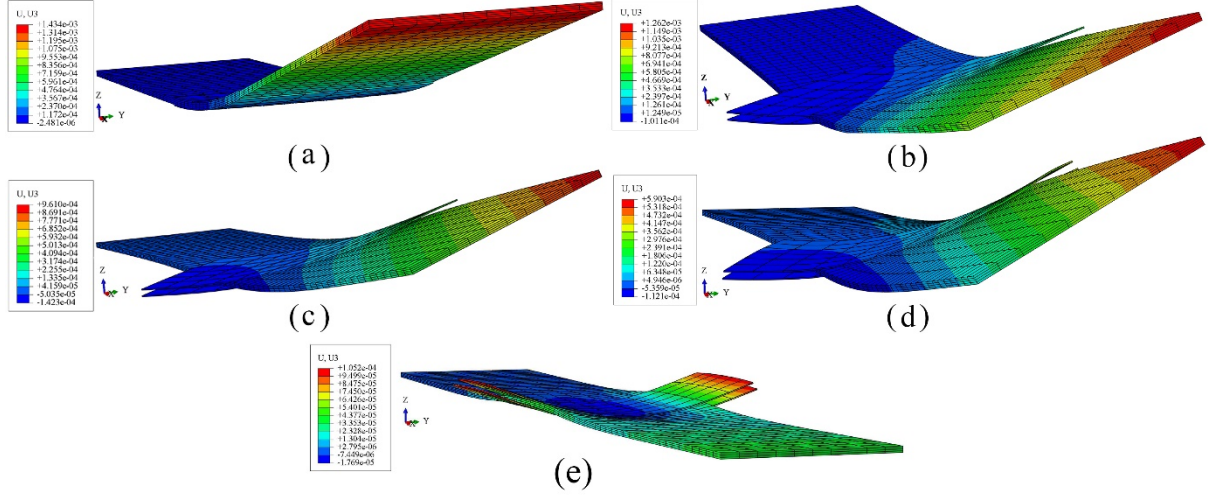 U, U3
+1.434e-03
+1.314e-03
+1.195e-03
+1.075e-03
+9.553e-04
+8.356e-04
+7.159e-04
+5.961e-04
+4.764e-04
+3.567e-04
+2.370e-04
+1.172e-04
-2.481e-06
Z
Y
(a)
U, U3
+1.262e-03
+1.149e-03
+1.035e-03
+9.213e-04
+8.077e-04
+6.941e-04
+5.805e-04
+4.669e-04
+3.533e-04
+2.397e-04
+1.261e-04
+1.249e-05
-1.011e-04
Z
Y
(b)
U, U3
+9.610e-04
+8.691e-04
+7.771e-04
+6.852e-04
+5.932e-04
+5.013e-04
+4.094e-04
+3.174e-04
+2.255e-04
+1.335e-04
+4.159e-05
-5.035e-05
-1.423e-04
Z
Y
(c)
U, U3
+5.903e-04
+5.318e-04
+4.732e-04
+4.147e-04
+3.562e-04
+2.976e-04
+2.391e-04
+1.806e-04
+1.220e-04
+6.348e-05
+4.946e-06
-5.359e-05
-1.121e-04
Z
Y
(d)
U, U3
+1.052e-04
+9.499e-05
+8.475e-05
+7.450e-05
+6.426e-05
+5.401e-05
+4.377e-05
+3.353e-05
+2.328e-05
+1.304e-05
+2.795e-06
-7.449e-06
-1.769e-05
Z
Y
(e)